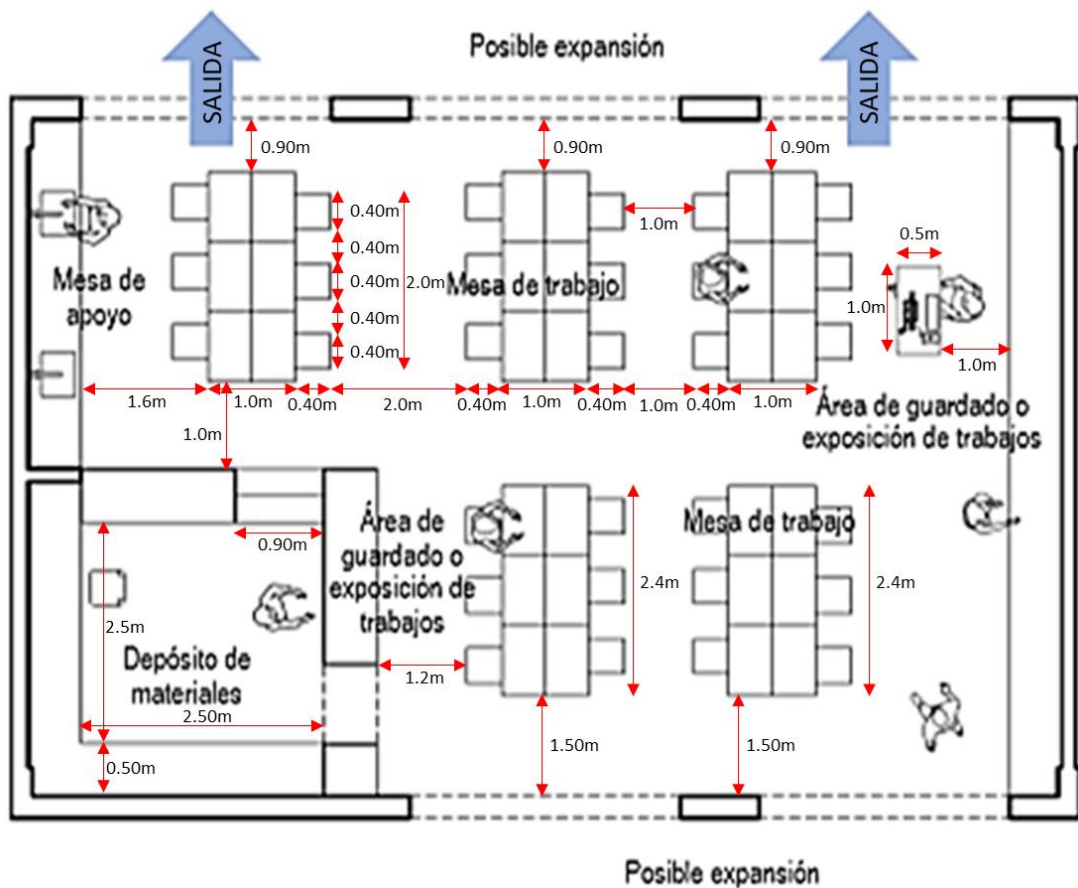 Posible expansión
SALIDA
SALIDA
0.90m
0.90m
0.90m
0.40m
0.40m
0.40m
0.40m
0.40m
2.0m
1.0m
0.5m
1.0m
1.0m
Mesa de
apoyo
Mesa de trabajo
1.6m
1.0m
0.40m
2.0m
0.40m
1.0m
0.40m
1.0m
0.40m
1.0m
Área de guardado o
exposición de trabajos
1.0m
0.90m
Área de
guardado o
exposición de
trabajos
Mesa de trabajo
2.4m
2.4m
2.5m
Depósito de
materiales
2.50m
1.2m
0.50m
1.50m
1.50m
Posible expansión